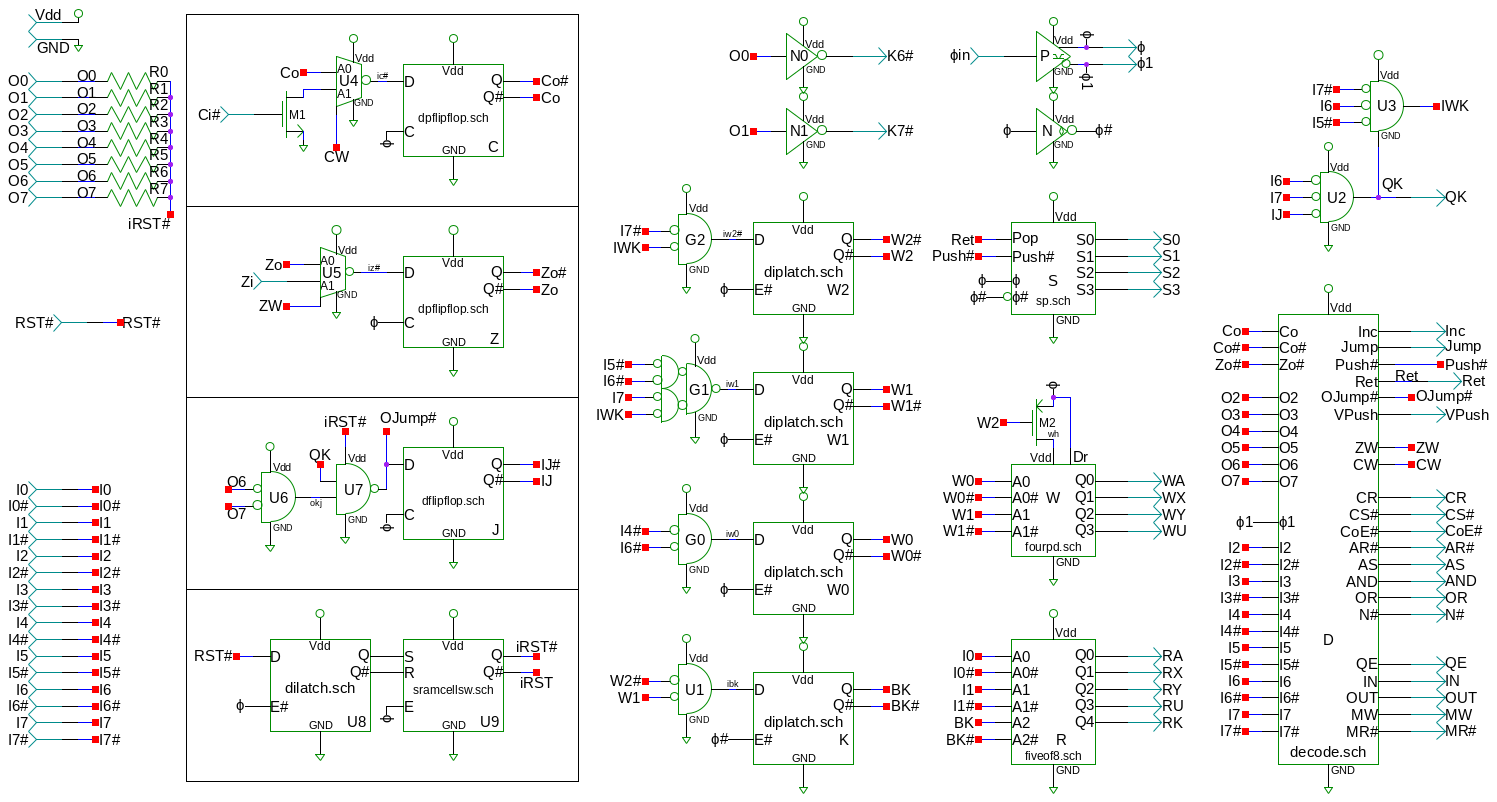 Vdd
GND
O0 O0 R0
O1 O1 R1
O2 O2 R2
O3 O3 R3
O4 O4 R4
O5 O5 R5
O6 O6 R6
O7 O7 R7
iRST#
RST# RST#
I0 I0
I0# I0#
I1 I1
I1# I1#
I2 I2
I2# I2#
I3 I3
I3# I3#
I4 I4
I4# I4#
I5 I5
I5# I5#
I6 I6
I6# I6#
I7 I7
I7# I7#
Vdd
Co A0 U4 ic#
A1 GND
M1
Ci#
CW
Vdd
D Q Co#
Q# Co
dpflipflop.sch
ϕ C
GND C
Vdd
Zo A0 U5 iz#
Zi A1 GND
ZW
Vdd
D Q Zo#
Q# Zo
dpflipflop.sch
ϕ C
GND Z
iRST# OJump#
QK
Vdd Vdd
O6 U6 okj U7
O7
GND GND
Vdd
D Q IJ#
Q# IJ
dflipflop.sch
ϕ C
GND J
Vdd
RST# D Q
Q#
dilatch.sch
ϕ E#
GND U8
Vdd
S Q iRST#
R Q# iRST
sramcellsw.sch
ϕ E
GND U9
O0 N0 Vdd GND K6#
O1 N1 Vdd GND K7#
Vdd
I7# G2 iw2#
IWK
GND
Vdd
D Q W2#
Q# W2
diplatch.sch
ϕ E# W2
GND
Vdd
I5#
I6# G1 iw1
I7
IWK GND
Vdd
D Q W1
Q# W1#
diplatch.sch
ϕ E# W1
GND
Vdd
I4# G0 iw0
I6#
GND
Vdd
D Q W0
Q# W0#
diplatch.sch
ϕ E# W0
GND
Vdd
W2# U1 ibk
W1
GND
Vdd
D Q BK
Q# BK#
diplatch.sch
ϕ# E# K
GND
ϕin P Vdd GND ϕ ϕ
ϕ1 ϕ1
ϕ N Vdd GND ϕ#
Vdd
Ret Pop S0 S0
Push# Push# S1 S1
ϕ ϕ S S2 S2
ϕ# ϕ# sp.sch S3 S3
GND
ϕ
W2 M2
wh
Vdd Dr
W0 A0 Q0 WA
W0# A0# W Q1 WX
W1 A1 Q2 WY
W1# A1# Q3 WU
fourpd.sch
GND
Vdd
I0 A0 Q0 RA
I0# A0# Q1 RX
I1 A1 Q2 RY
I1# A1# Q3 RU
BK A2 Q4 RK
BK# A2# R
fiveof8.sch
GND
Vdd
I7#
I6 U3 IWK
I5#
GND
Vdd
I6 QK
I7 U2 QK
IJ
GND
Vdd
Co Co Inc Inc
Co# Co# Jump Jump
Zo# Zo# Push# Push#
Ret Ret Ret
O2 O2 OJump# OJump#
O3 O3 VPush VPush
O4 O4
O5 O5 ZW ZW
O6 O6 CW CW
O7 O7
CR CR
ϕ1 ϕ1 CS# CS#
CoE# CoE#
I2 I2 AR# AR#
I2# I2# AS AS
I3 I3 AND AND
I3# I3# OR OR
I4 I4 N# N#
I4# I4# D
I5 I5
I5# I5# QE QE
I6 I6 IN IN
I6# I6# OUT OUT
I7 I7 MW MW
I7# I7# MR# MR#
decode.sch
GND